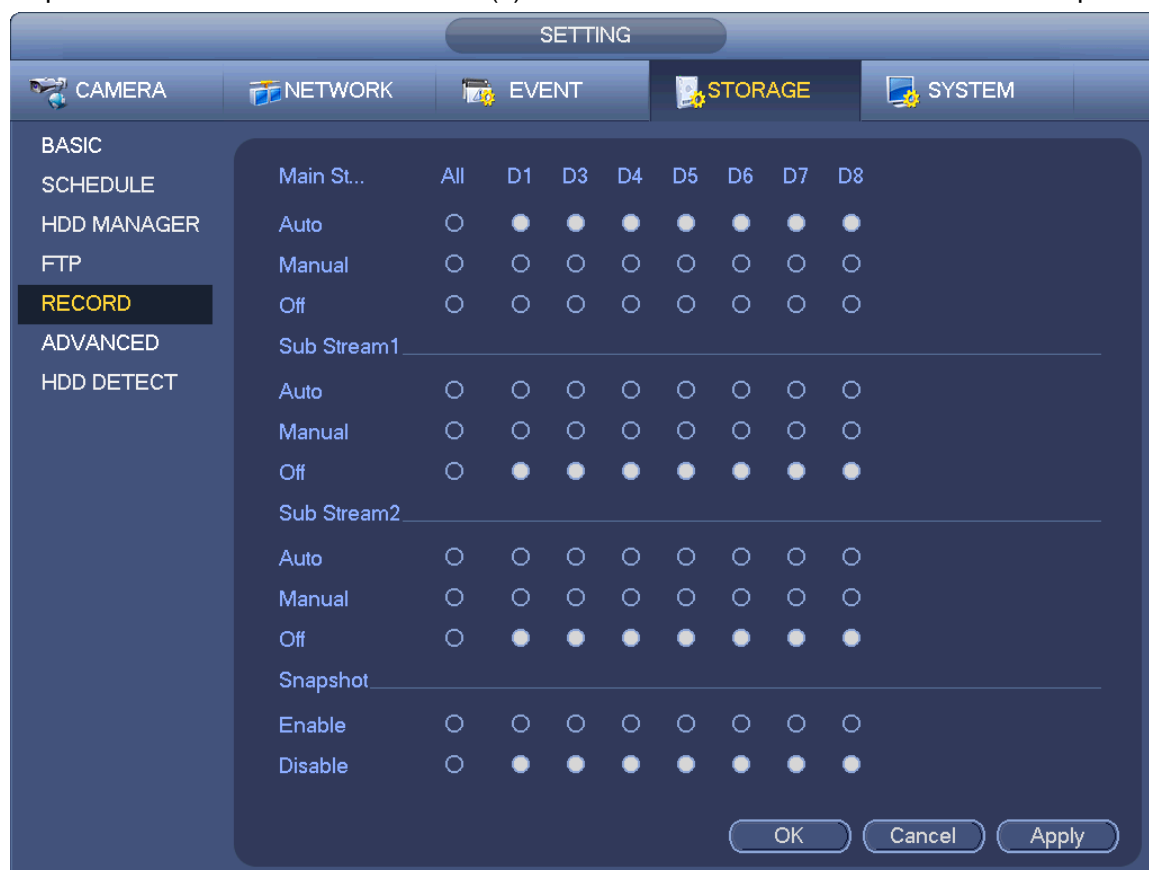 SETTING
CAMERA NETWORK EVENT STORAGE SYSTEM
BASIC
SCHEDULE
HDD MANAGER
FTP
RECORD
ADVANCED
HDD DETECT
Main St... All D1 D3 D4 D5 D6 D7 D8
Auto
Manual
Off
Sub Stream1
Auto
Manual
Off
Sub Stream2
Auto
Manual
Off
Snapshot
Enable
Disable
OK Cancel Apply